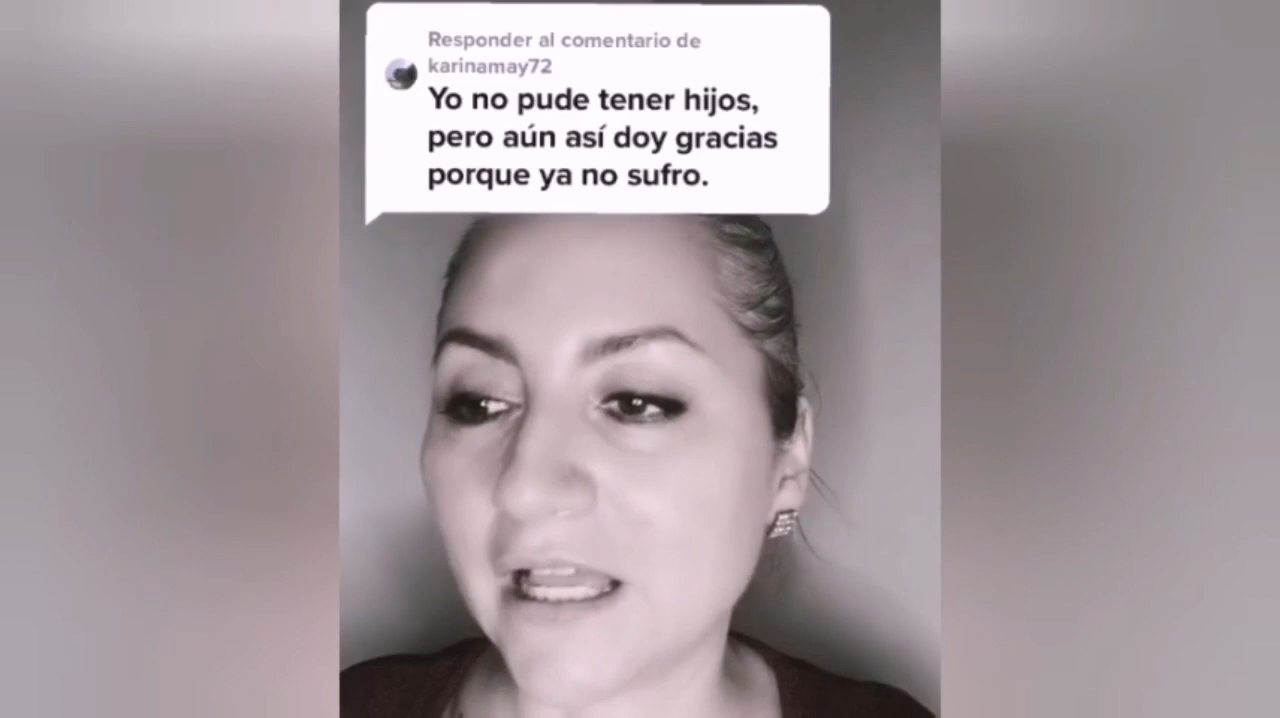 Responder al comentario de
karinamay72
Yo no pude tener hijos,
pero aún así doy gracias
porque ya no sufro.